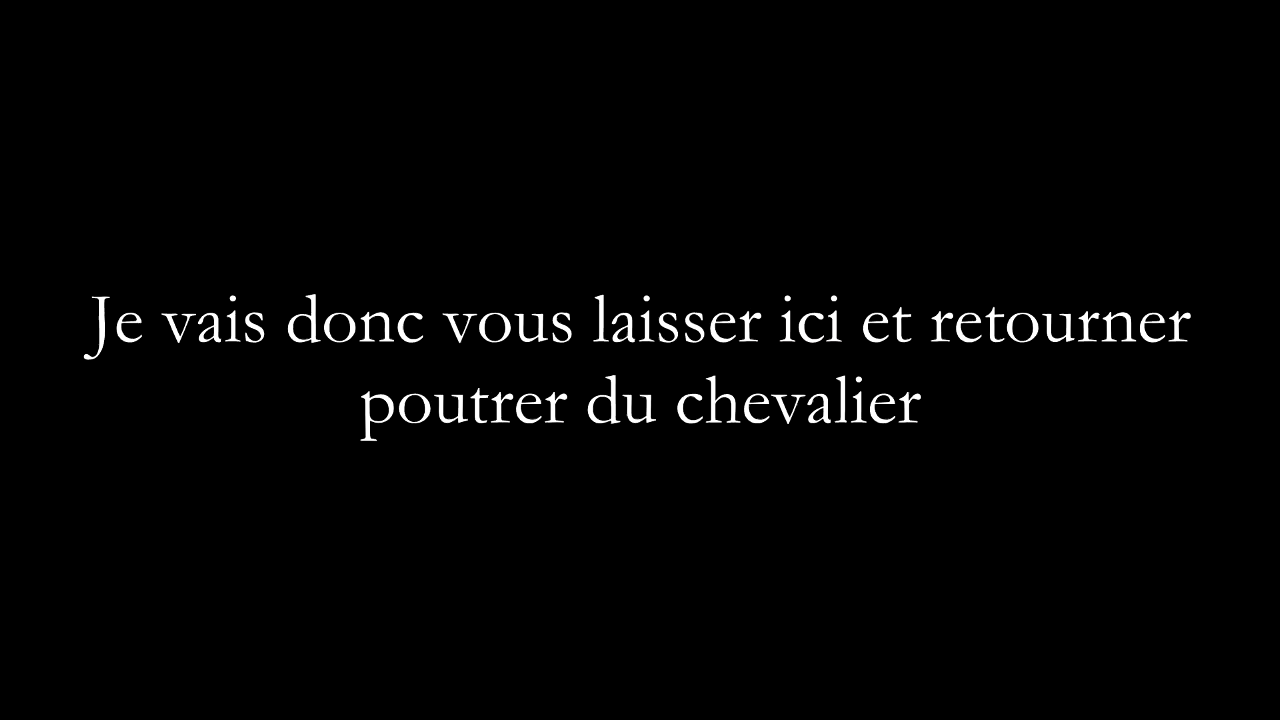 Je vais donc vous laisser ici et retourner
poutrer du chevalier